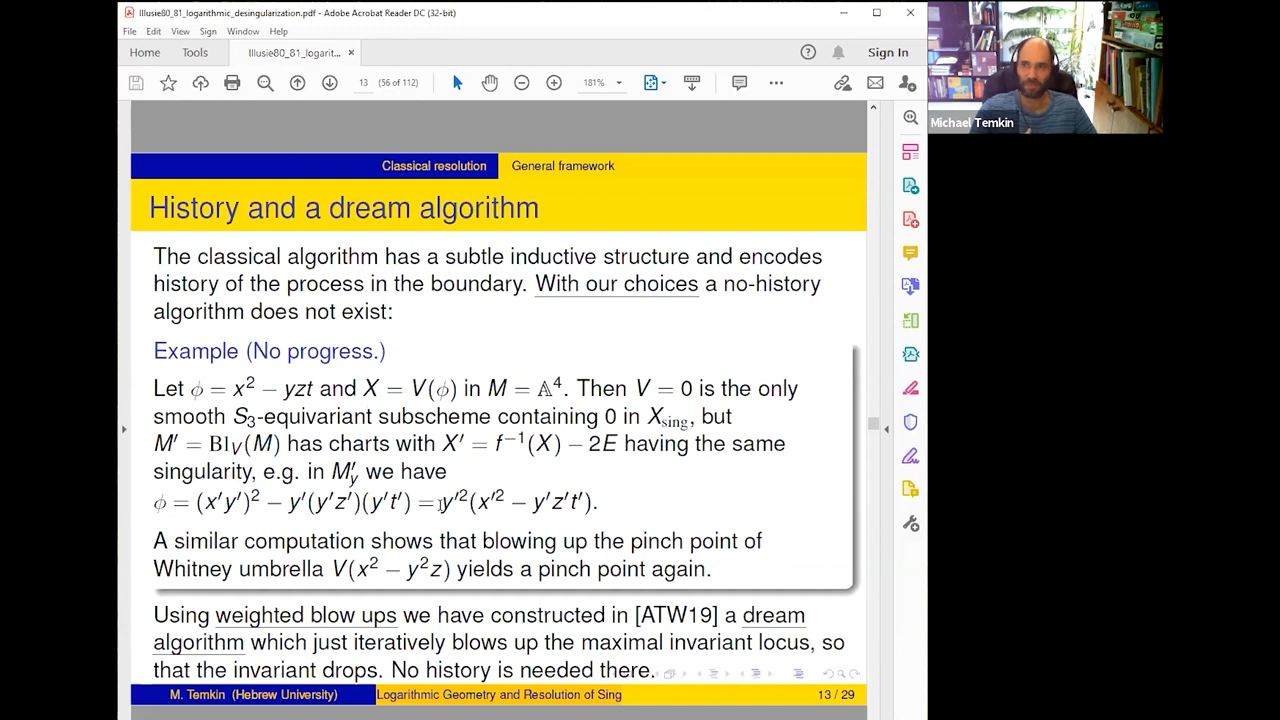 Illusie80_81_logarithmic_desingularization.pdf - Adobe Acrobat Reader DC (32-bit)
File Edit View Sign Window Help
Home Tools Illusie80_81_logarit... × Sign In
13 (56 of 112) 181%
Michael Temkin
Classical resolution General framework
History and a dream algorithm
The classical algorithm has a subtle inductive structure and encodes
history of the process in the boundary. With our choices a no-history
algorithm does not exist:
Example (No progress.)
Let ϕ = x² − yzt and X = V(ϕ) in M = 𝔸⁴. Then V = 0 is the only
smooth S₃-equivariant subscheme containing 0 in X_sing, but
M′ = Bl_V(M) has charts with X′ = f⁻¹(X) − 2E having the same
singularity, e.g. in M′_y we have
ϕ = (x′y′)² − y′(y′z′)(y′t′) = y′²(x′² − y′z′t′).
A similar computation shows that blowing up the pinch point of
Whitney umbrella V(x² − y²z) yields a pinch point again.
Using weighted blow ups we have constructed in [ATW19] a dream
algorithm which just iteratively blows up the maximal invariant locus, so
that the invariant drops. No history is needed there.
M. Temkin (Hebrew University) Logarithmic Geometry and Resolution of Sing 13 / 29